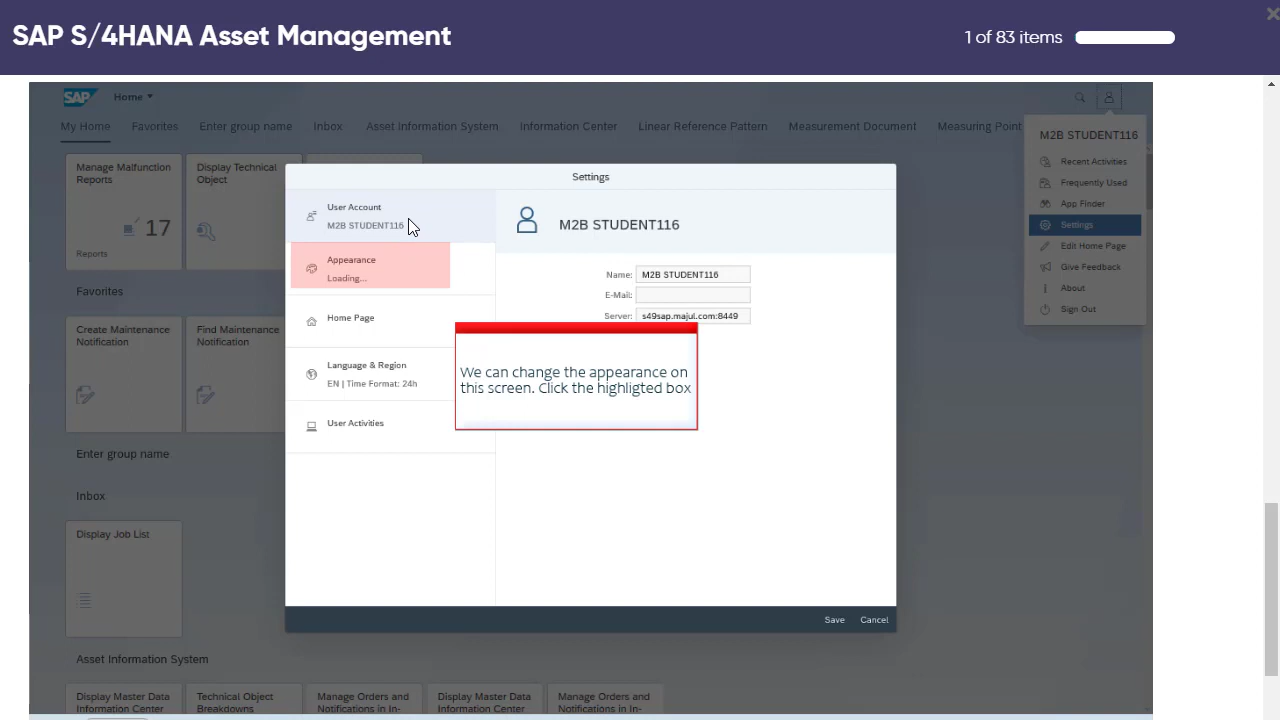 SAP S/4HANA Asset Management
1 of 83 items
SAP
Home
My Home
Favorites
Enter group name
Inbox
Asset Information System
Information Center
Linear Reference Pattern
Measurement Document
Measuring Point
Manage Malfunction
Reports
17
Reports
Display Technical
Object
Favorites
Create Maintenance
Notification
Find Maintenance
Notification
Enter group name
Inbox
Display Job List
Asset Information System
Display Master Data
Information Center
Technical Object
Breakdowns
Manage Orders and
Notifications in In-
Display Master Data
Information Center
Manage Orders and
Notifications in In-
Settings
User Account
M2B STUDENT116
Appearance
Loading...
Home Page
Language & Region
EN | Time Format: 24h
User Activities
M2B STUDENT116
Name: M2B STUDENT116
E-Mail:
Server: s49sap.majul.com:8449
We can change the appearance on
this screen. Click the highligted box
Save
Cancel
M2B STUDENT116
Recent Activities
Frequently Used
App Finder
Settings
Edit Home Page
Give Feedback
About
Sign Out